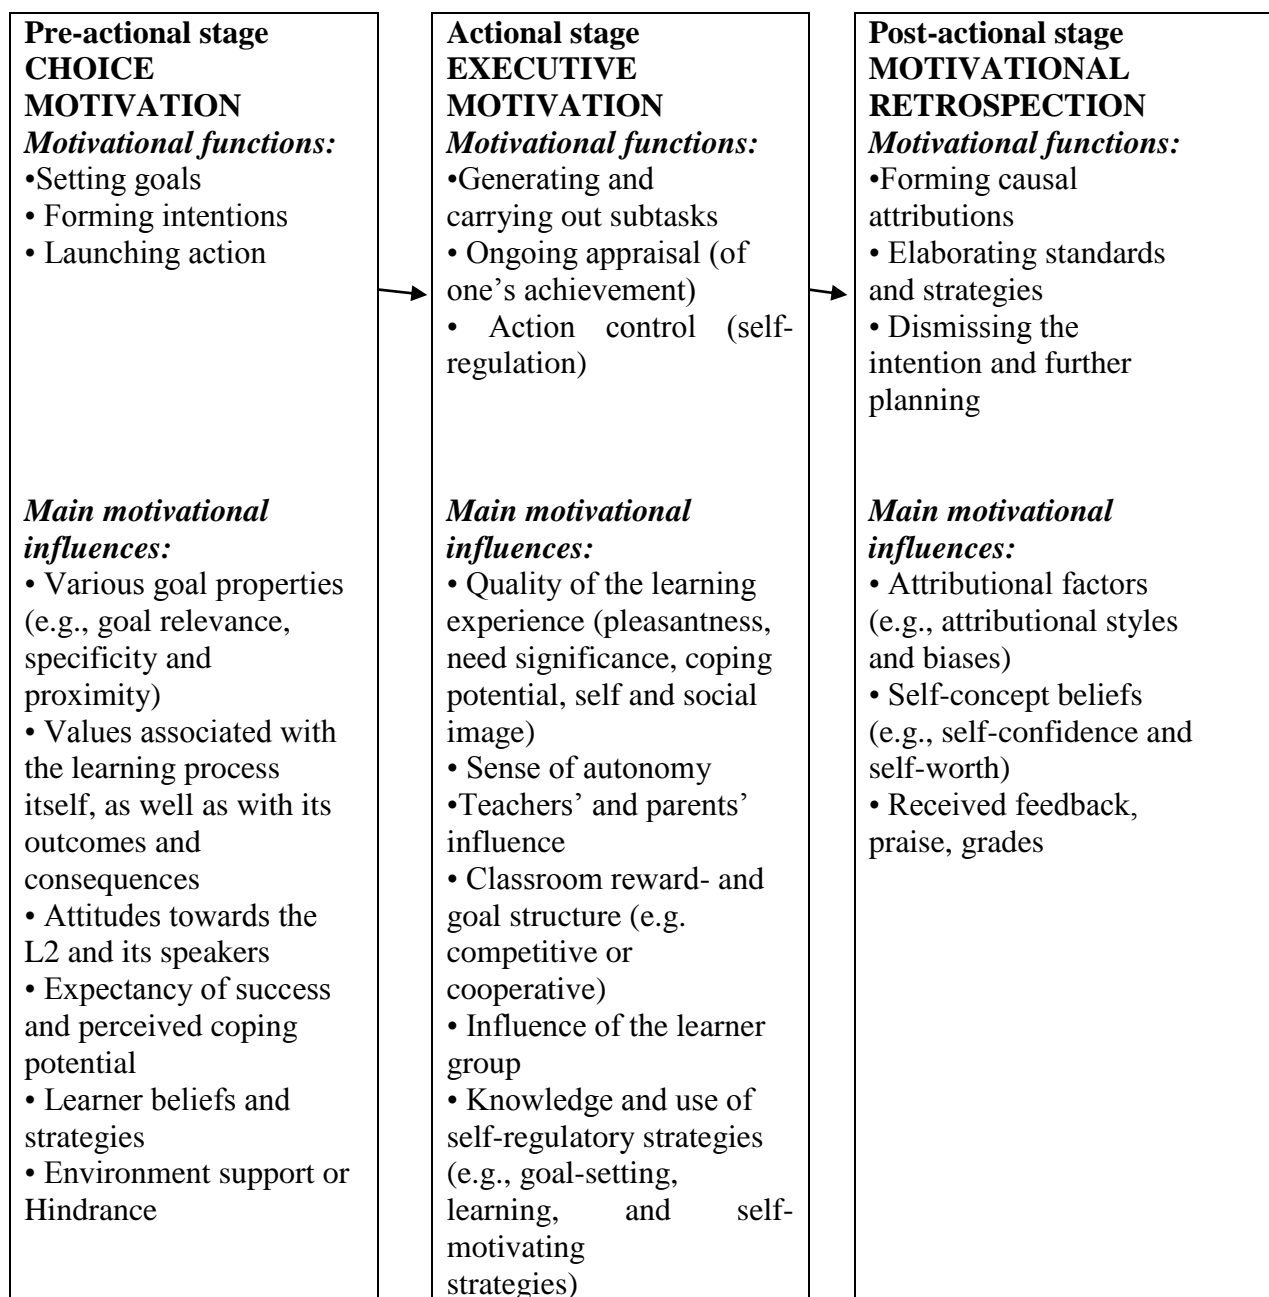 Pre-actional stage
CHOICE
MOTIVATION
Motivational functions:
•Setting goals
• Forming intentions
• Launching action
Main motivational
influences:
• Various goal properties
(e.g., goal relevance,
specificity and
proximity)
• Values associated with
the learning process
itself, as well as with its
outcomes and
consequences
• Attitudes towards the
L2 and its speakers
• Expectancy of success
and perceived coping
potential
• Learner beliefs and
strategies
• Environment support or
Hindrance
Actional stage
EXECUTIVE
MOTIVATION
Motivational functions:
•Generating and
carrying out subtasks
• Ongoing appraisal (of
one’s achievement)
• Action control (self-
regulation)
Main motivational
influences:
• Quality of the learning
experience (pleasantness,
need significance, coping
potential, self and social
image)
• Sense of autonomy
•Teachers’ and parents’
influence
• Classroom reward- and
goal structure (e.g.
competitive or
cooperative)
• Influence of the learner
group
• Knowledge and use of
self-regulatory strategies
(e.g., goal-setting,
learning, and self-
motivating
strategies)
Post-actional stage
MOTIVATIONAL
RETROSPECTION
Motivational functions:
•Forming causal
attributions
• Elaborating standards
and strategies
• Dismissing the
intention and further
planning
Main motivational
influences:
• Attributional factors
(e.g., attributional styles
and biases)
• Self-concept beliefs
(e.g., self-confidence and
self-worth)
• Received feedback,
praise, grades